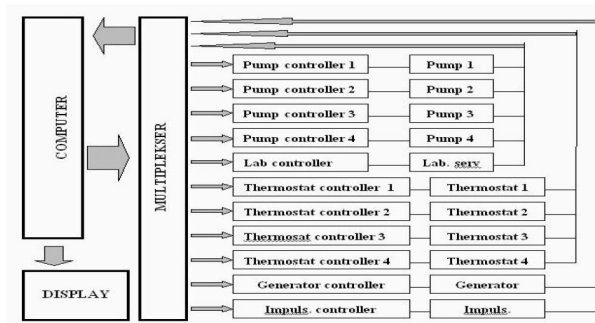 COMPUTER
DISPLAY
MULTIPLEKSER
Pump controller 1 Pump 1
Pump controller 2 Pump 2
Pump controller 3 Pump 3
Pump controller 4 Pump 4
Lab controller Lab. serv
Thermostat controller 1 Thermostat 1
Thermostat controller 2 Thermostat 2
Thermosat controller 3 Thermostat 3
Thermostat controller 4 Thermostat 4
Generator controller Generator
Impuls. controller Impuls.